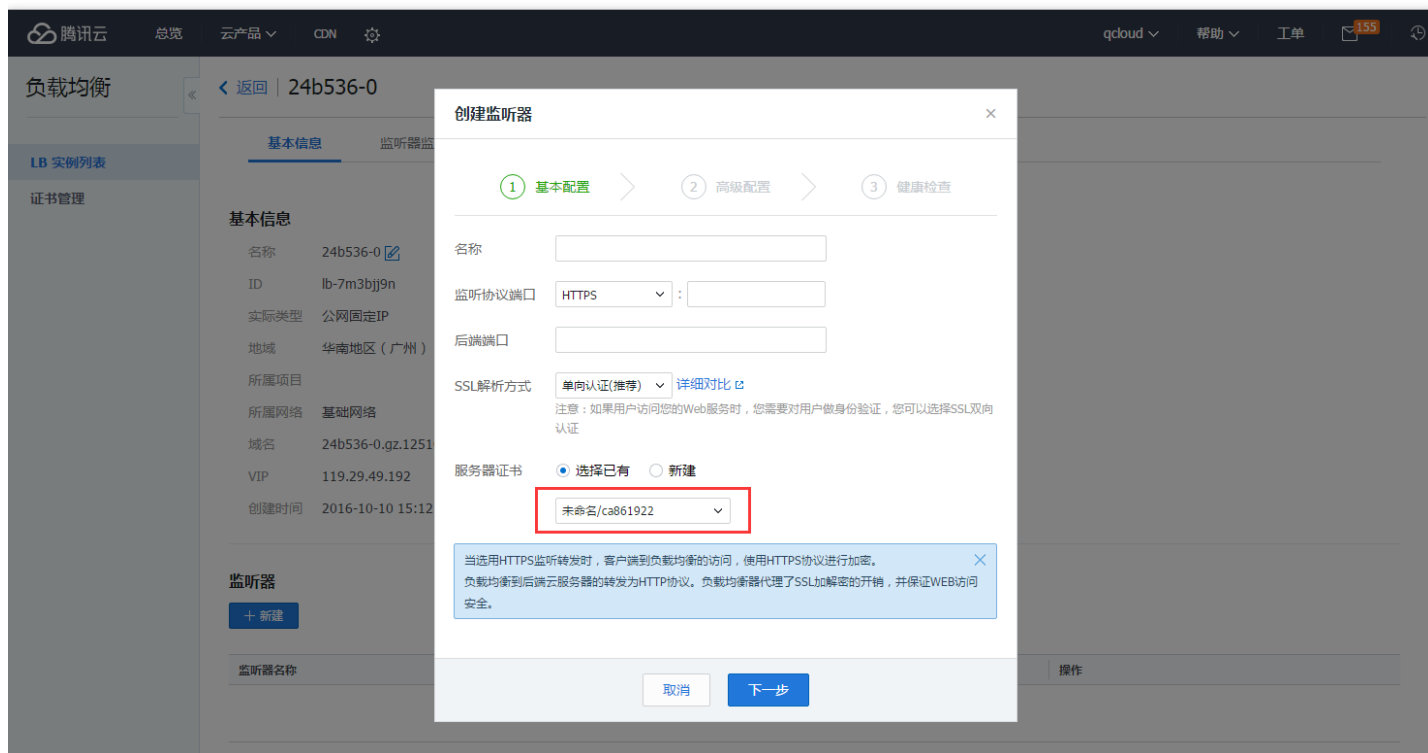 腾讯云 总览 云产品 CDN qcloud 帮助 工单 155
负载均衡
LB 实例列表
证书管理
返回 24b536-0
基本信息 监听器监
基本信息
名称 24b536-0
ID lb-7m3bjj9n
实际类型 公网固定IP
地域 华南地区（广州）
所属项目
所属网络 基础网络
域名 24b536-0.gz.1251
VIP 119.29.49.192
创建时间 2016-10-10 15:12
监听器
新建
监听器名称 操作
创建监听器
1 基本配置 2 高级配置 3 健康检查
名称
监听协议端口 HTTPS :
后端端口
SSL解析方式 单向认证(推荐) 详细对比
注意：如果用户访问您的Web服务时，您需要对用户做身份验证，您可以选择SSL双向
认证
服务器证书 选择已有 新建
未命名/ca861922
当选用HTTPS监听转发时，客户端到负载均衡的访问，使用HTTPS协议进行加密。
负载均衡到后端云服务器的转发为HTTP协议。负载均衡器代理了SSL加解密的开销，并保证WEB访问
安全。
取消 下一步